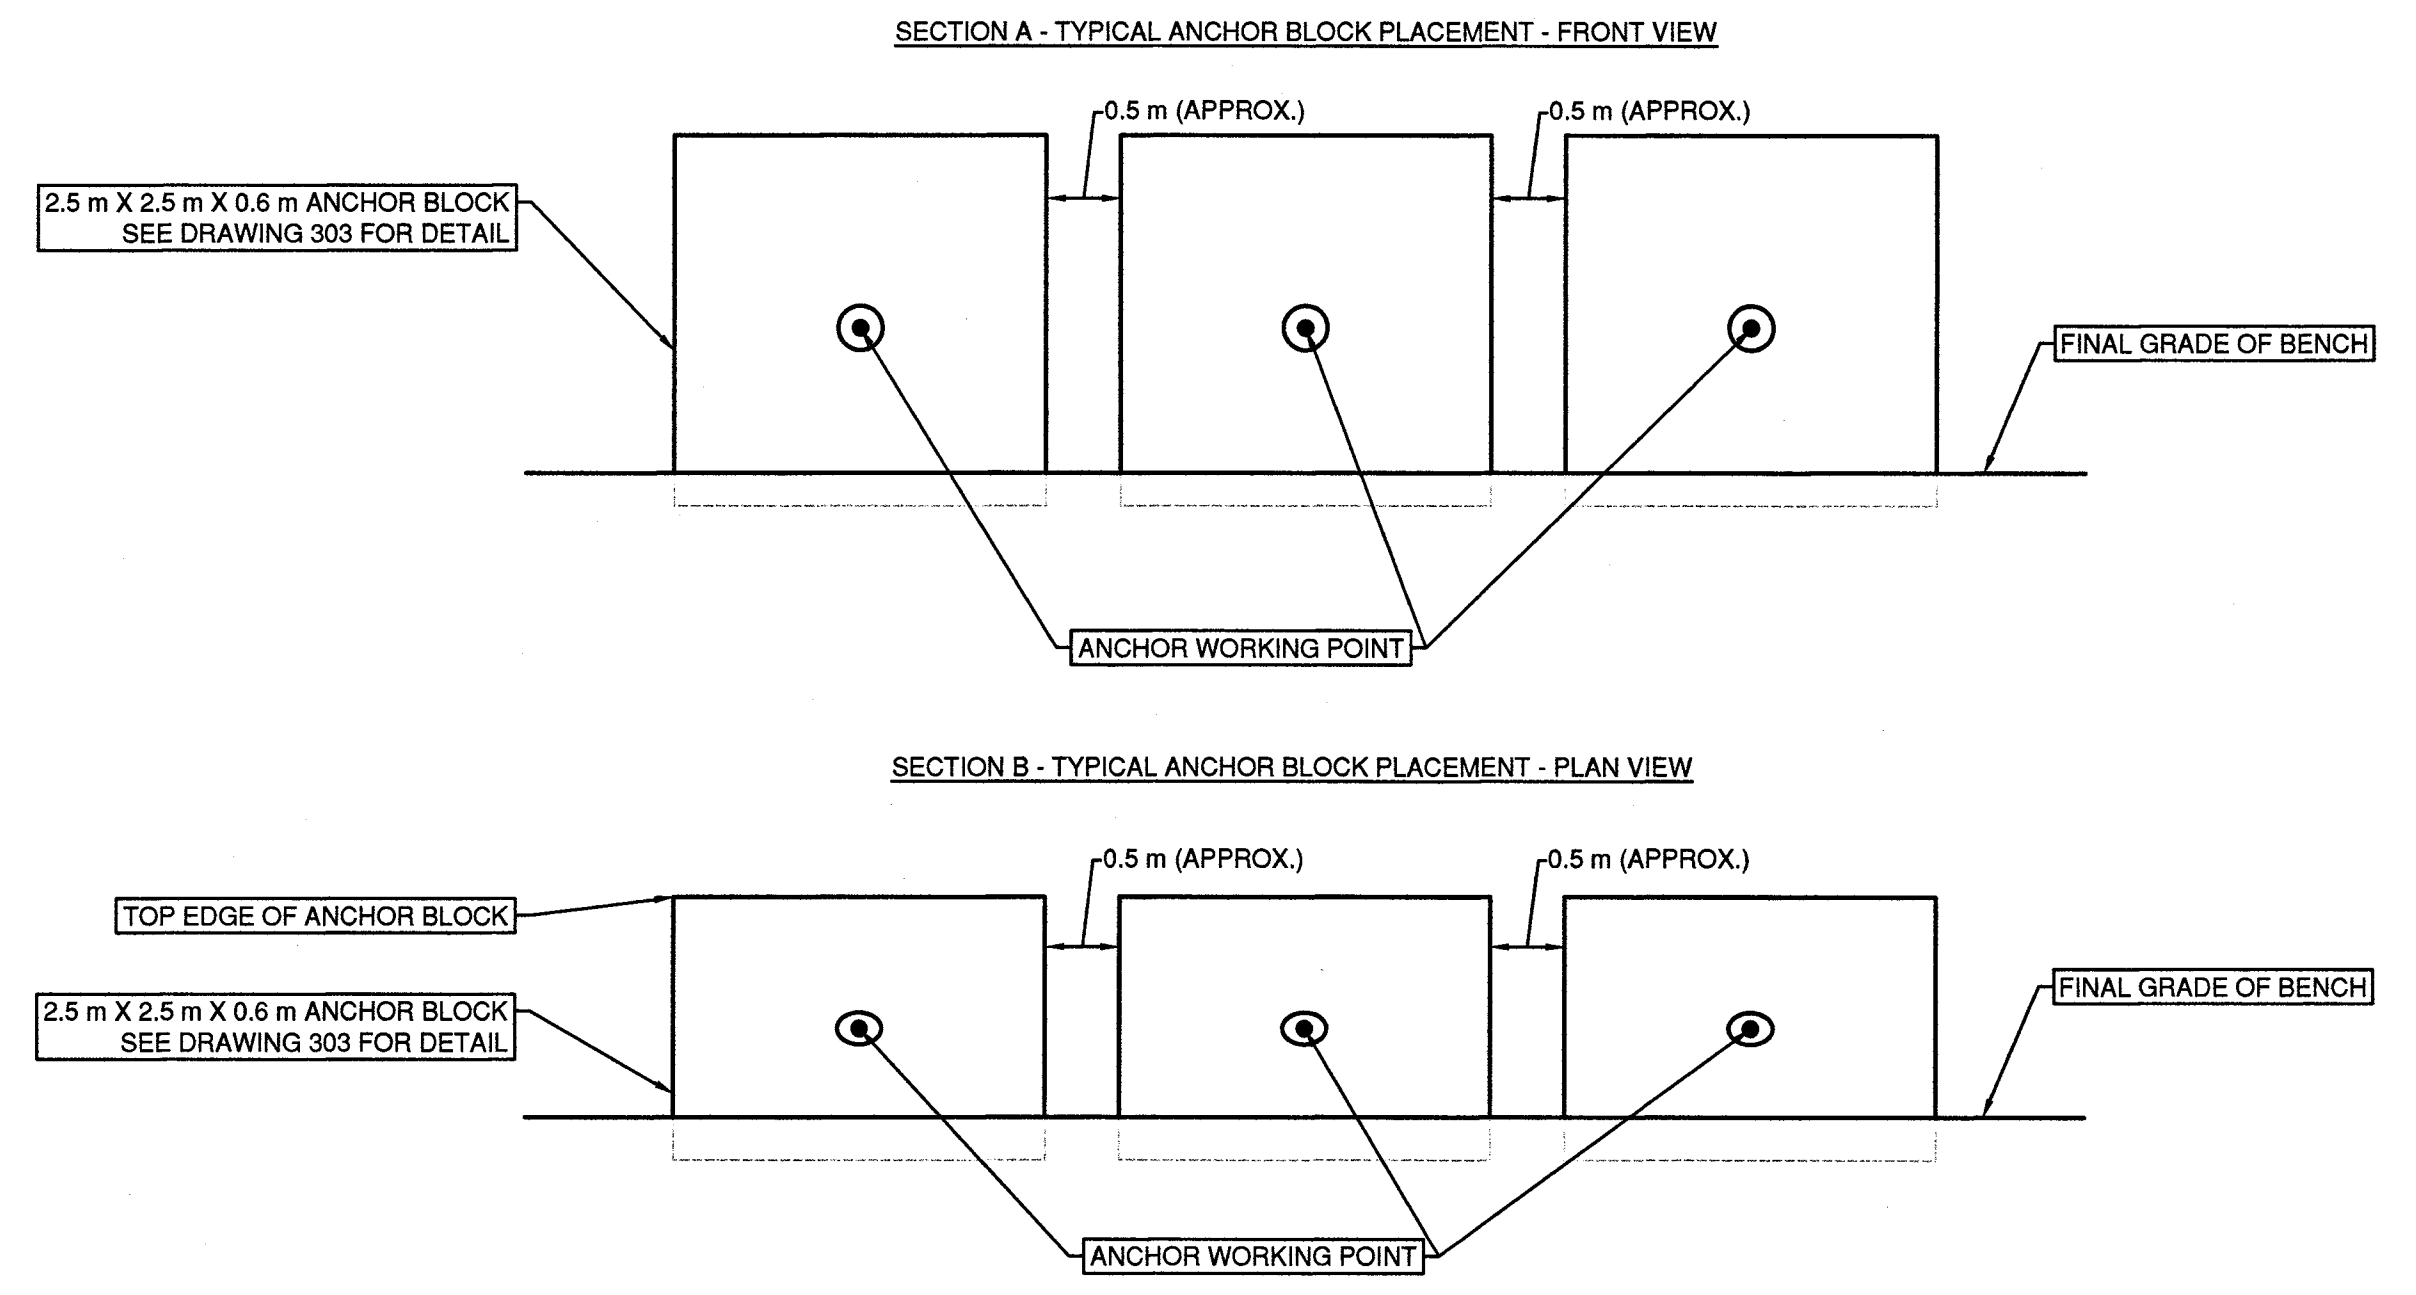 SECTION A - TYPICAL ANCHOR BLOCK PLACEMENT - FRONT VIEW
0.5 m (APPROX.)
0.5 m (APPROX.)
2.5 m X 2.5 m X 0.6 m ANCHOR BLOCK
SEE DRAWING 303 FOR DETAIL
FINAL GRADE OF BENCH
ANCHOR WORKING POINT
SECTION B - TYPICAL ANCHOR BLOCK PLACEMENT - PLAN VIEW
0.5 m (APPROX.)
0.5 m (APPROX.)
TOP EDGE OF ANCHOR BLOCK
2.5 m X 2.5 m X 0.6 m ANCHOR BLOCK
SEE DRAWING 303 FOR DETAIL
FINAL GRADE OF BENCH
ANCHOR WORKING POINT